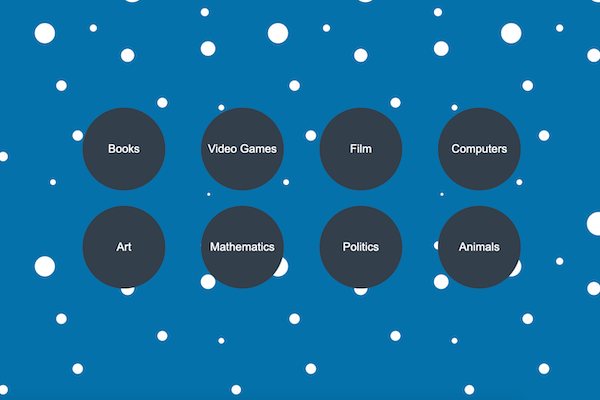 Books
Video Games
Film
Computers
Art
Mathematics
Politics
Animals